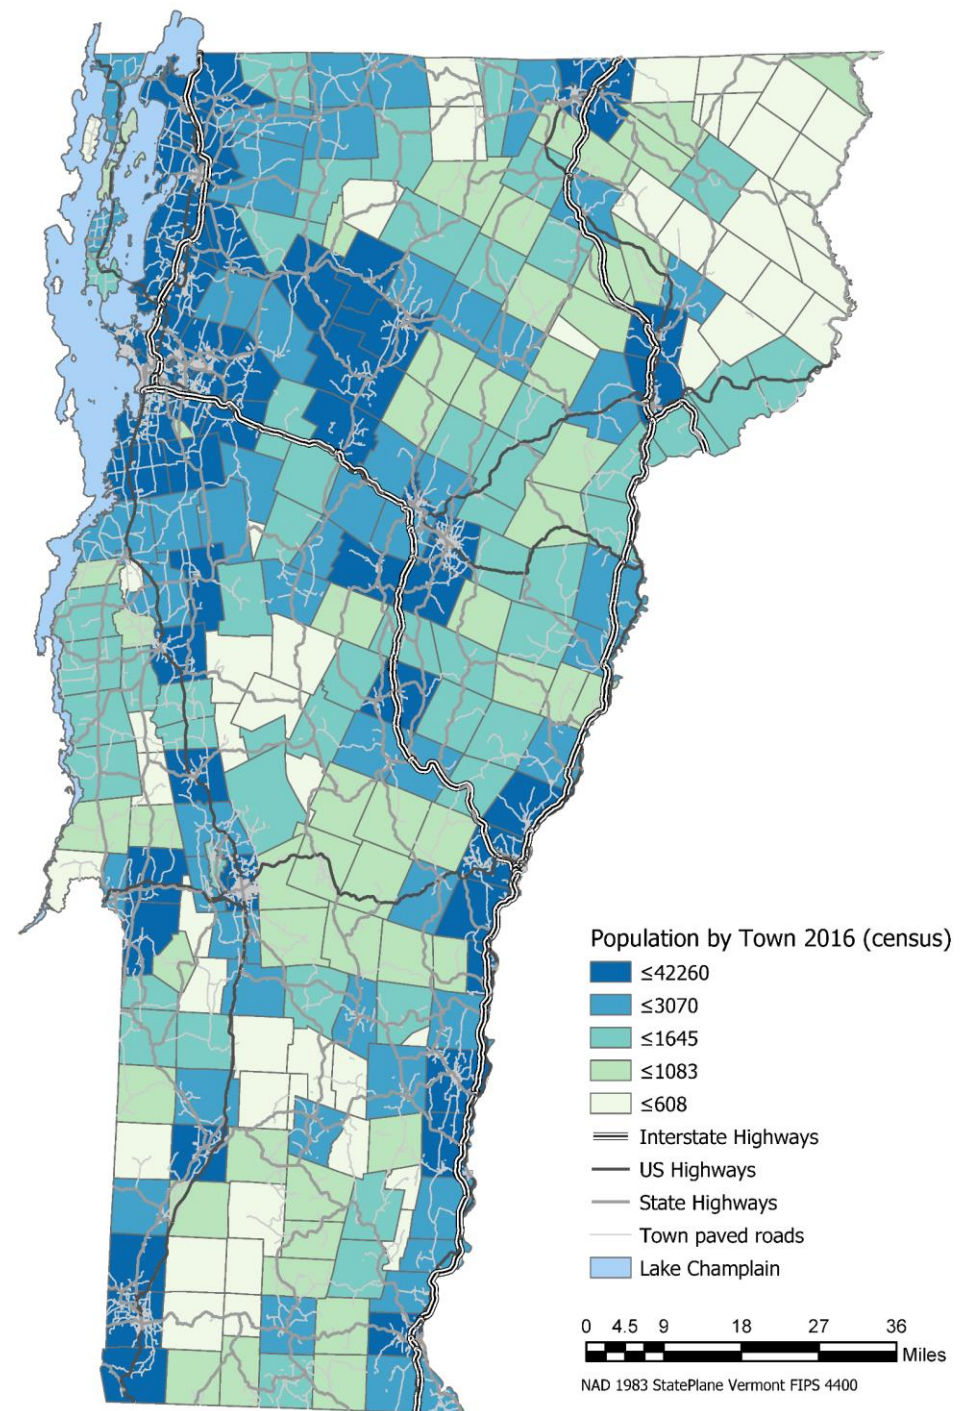 Population by Town 2016 (census)
≤42260
≤3070
≤1645
≤1083
≤608
Interstate Highways
US Highways
State Highways
Town paved roads
Lake Champlain
0 4.5 9 18 27 36
Miles
NAD 1983 StatePlane Vermont FIPS 4400